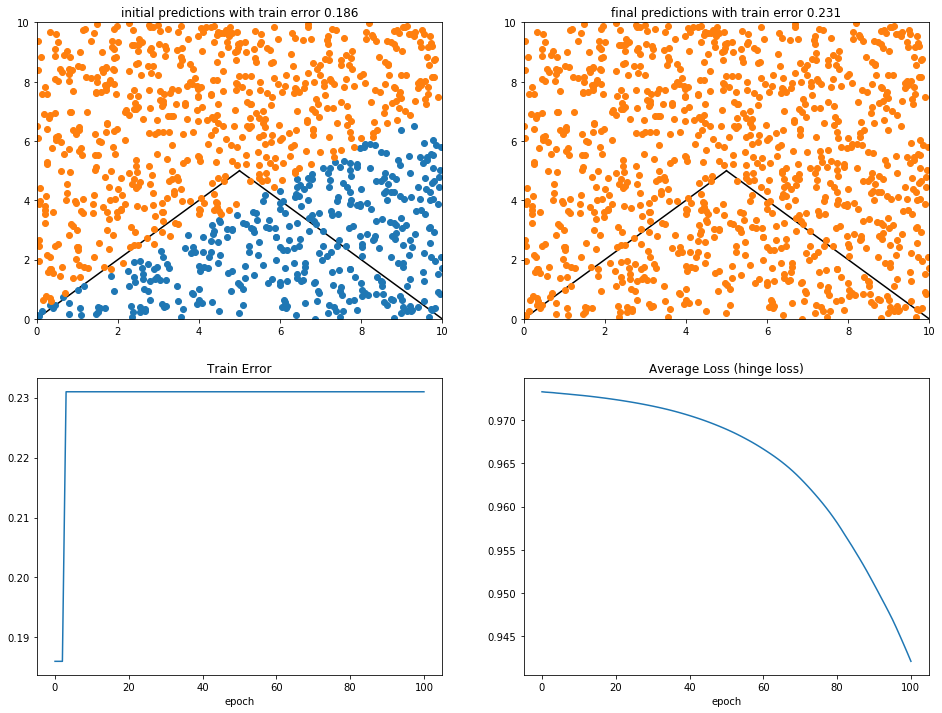 initial predictions with train error 0.186
10
8
6
4
2
0
0 2 4 6 8 10
final predictions with train error 0.231
10
8
6
4
2
0
0 2 4 6 8 10
Train Error
0.23
0.22
0.21
0.20
0.19
0 20 40 60 80 100
epoch
Average Loss (hinge loss)
0.970
0.965
0.960
0.955
0.950
0.945
0 20 40 60 80 100
epoch